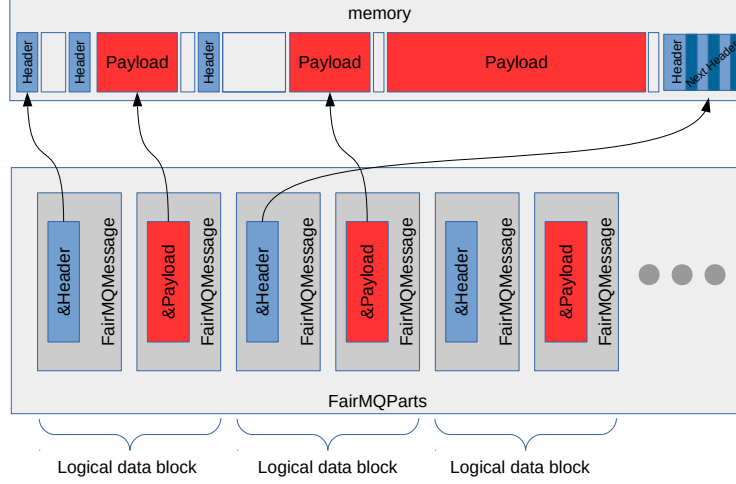 memory
Header
Header
Payload
Header
Payload
Payload
Header
Next Header
&Header
FairMQMessage
&Payload
FairMQMessage
&Header
FairMQMessage
&Payload
FairMQMessage
&Header
FairMQMessage
&Payload
FairMQMessage
FairMQParts
Logical data block
Logical data block
Logical data block